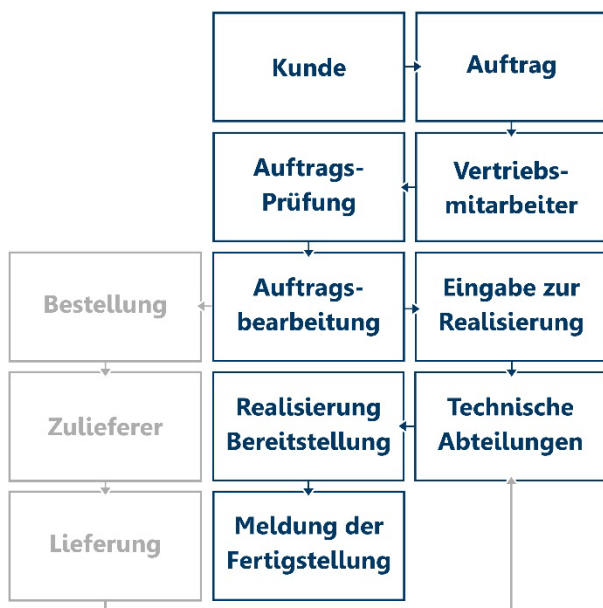 Kunde
Auftrag
Auftrags-
Prüfung
Vertriebs-
mitarbeiter
Bestellung
Auftrags-
bearbeitung
Eingabe zur
Realisierung
Zulieferer
Realisierung
Bereitstellung
Technische
Abteilungen
Lieferung
Meldung der
Fertigstellung